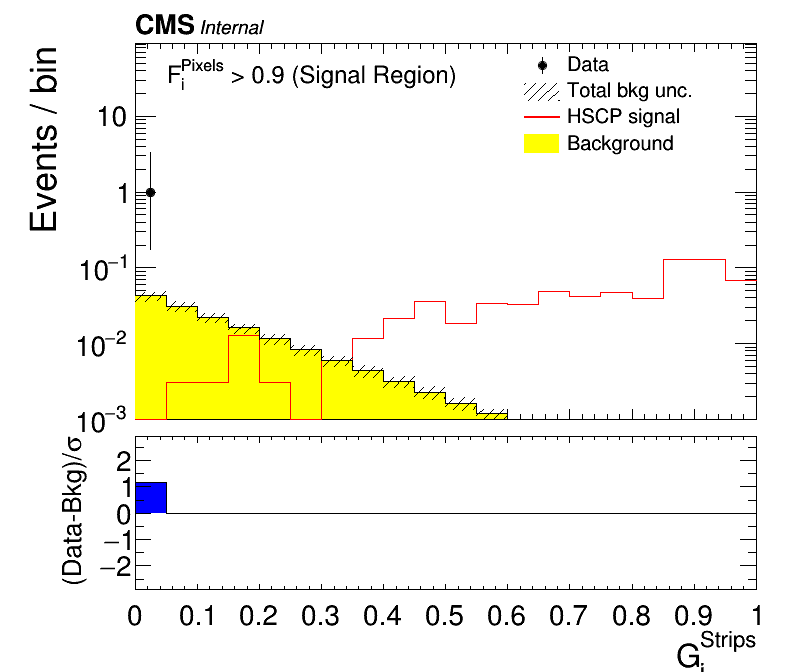 CMS Internal
F_i^Pixels > 0.9 (Signal Region)
Data
Total bkg unc.
HSCP signal
Background
Events / bin
10
1
10^−1
10^−2
10^−3
(Data-Bkg)/σ
2
1
0
−1
−2
0 0.1 0.2 0.3 0.4 0.5 0.6 0.7 0.8 0.9 1
G_i^Strips